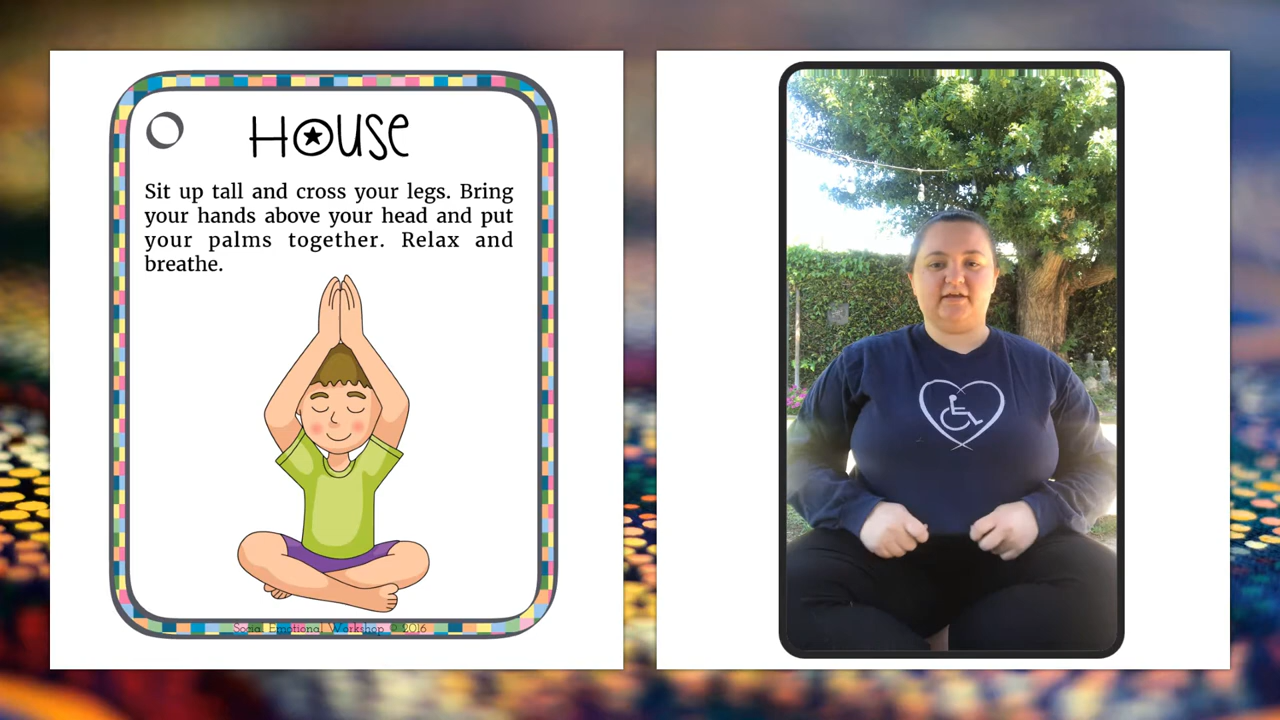 House
Sit up tall and cross your legs. Bring
your hands above your head and put
your palms together. Relax and
breathe.
Social Emotional Workshop © 2016